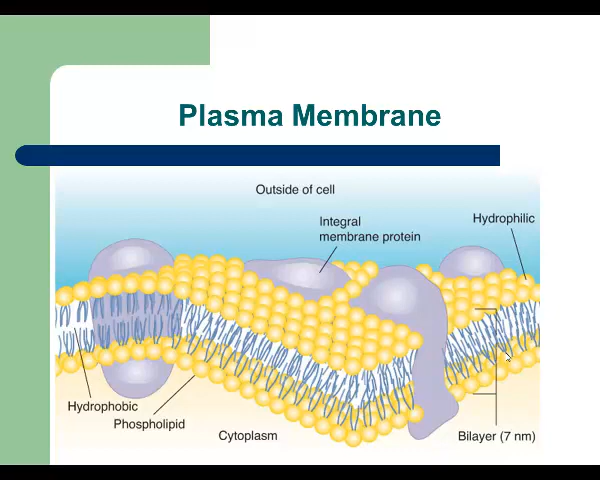 Plasma Membrane
Outside of cell
Integral
membrane protein
Hydrophilic
Hydrophobic
Phospholipid
Cytoplasm
Bilayer (7 nm)